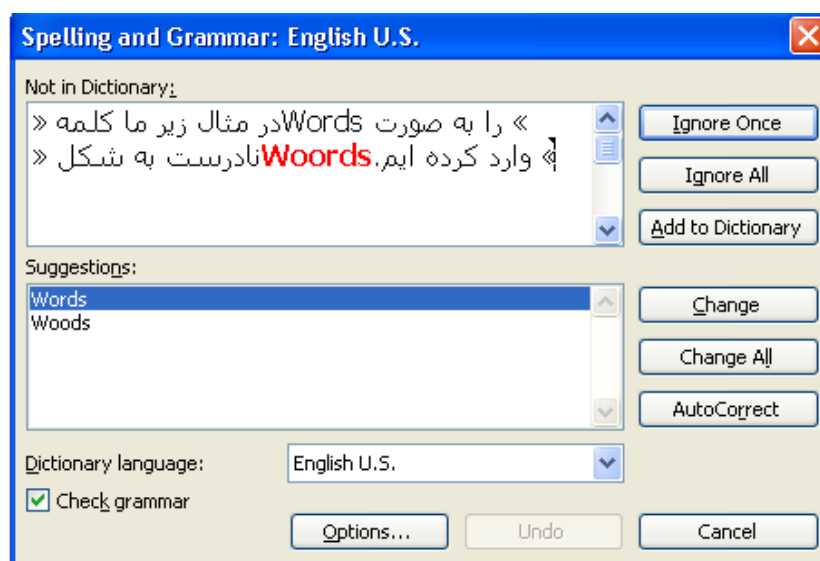 Spelling and Grammar: English U.S.
Not in Dictionary:
در مثال زیر ما کلمه «Words» را به صورت
نادرست به شکل «Woords» وارد کرده ایم.
Ignore Once
Ignore All
Add to Dictionary
Suggestions:
Words
Woods
Change
Change All
AutoCorrect
Dictionary language:
English U.S.
Check grammar
Options...
Undo
Cancel